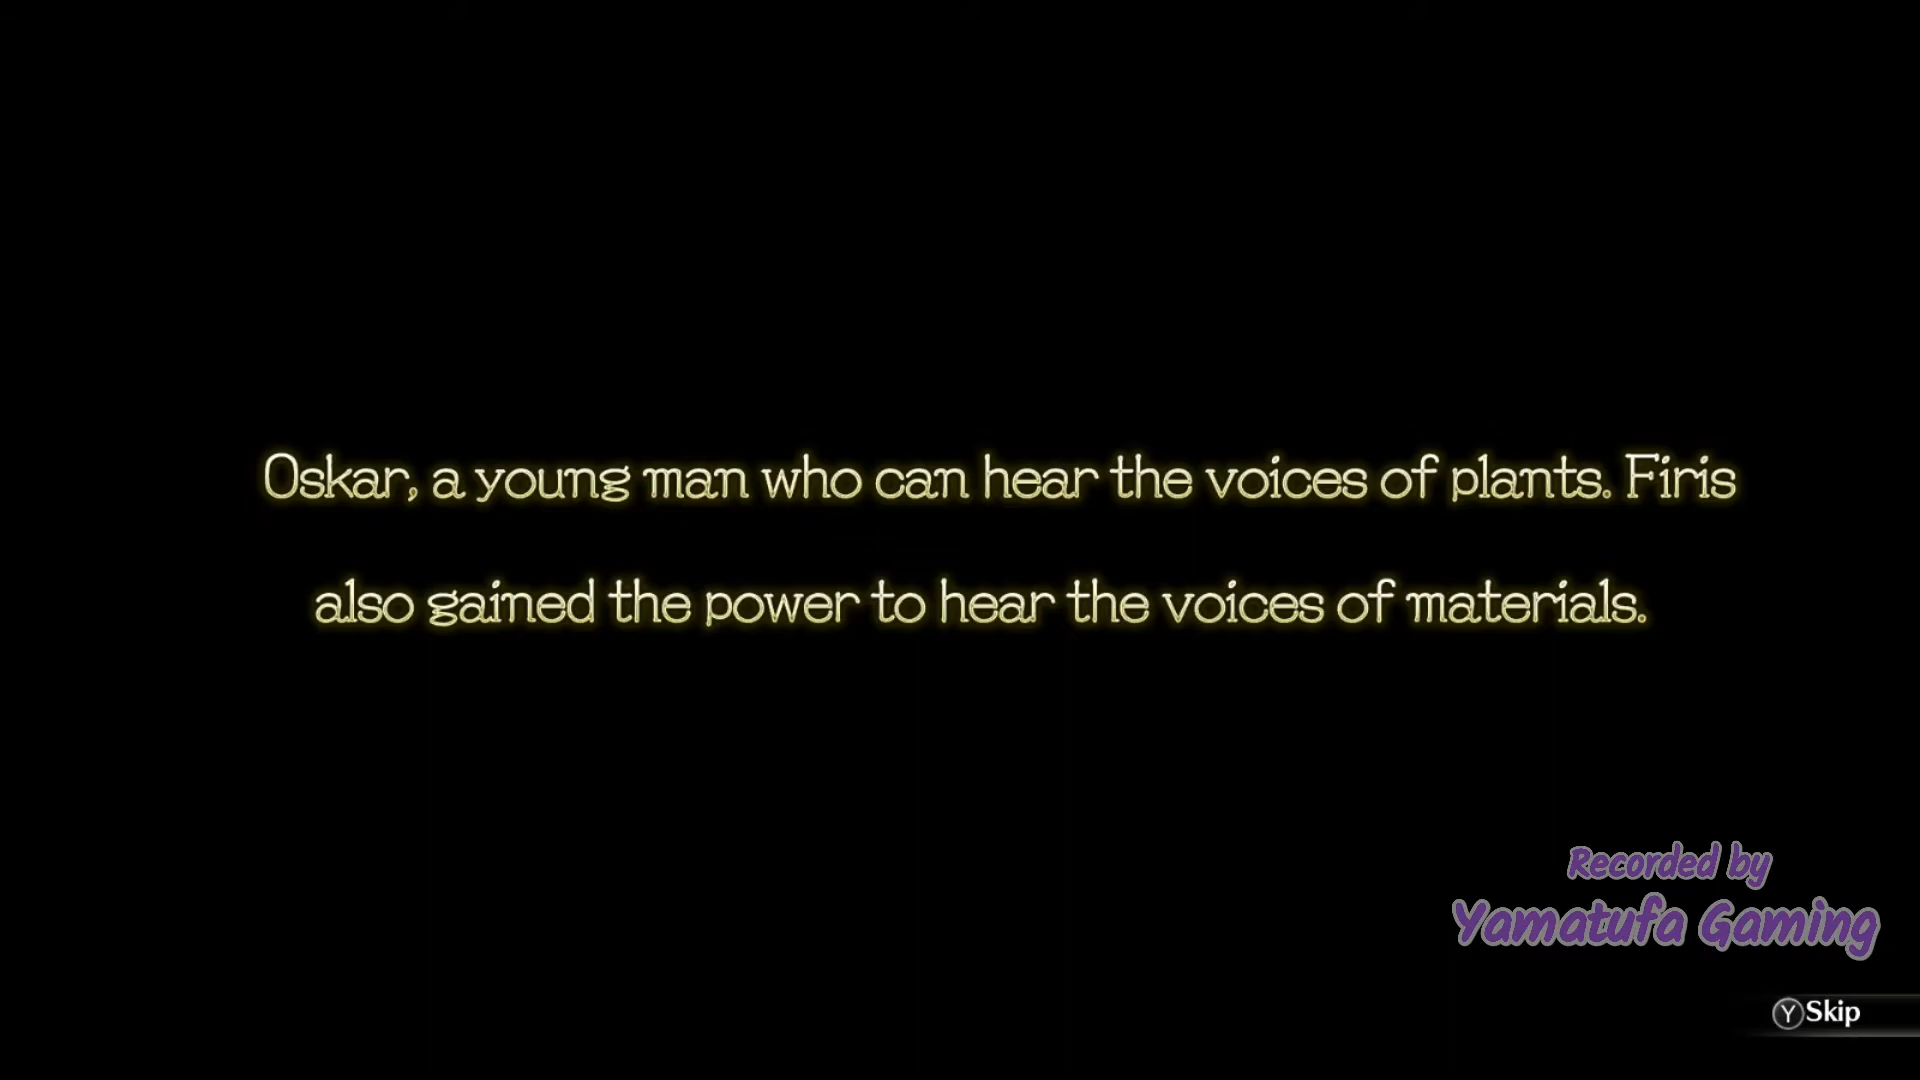 Oskar, a young man who can hear the voices of plants. Firis
also gained the power to hear the voices of materials.
Recorded by
Yamatufa Gaming
Y Skip